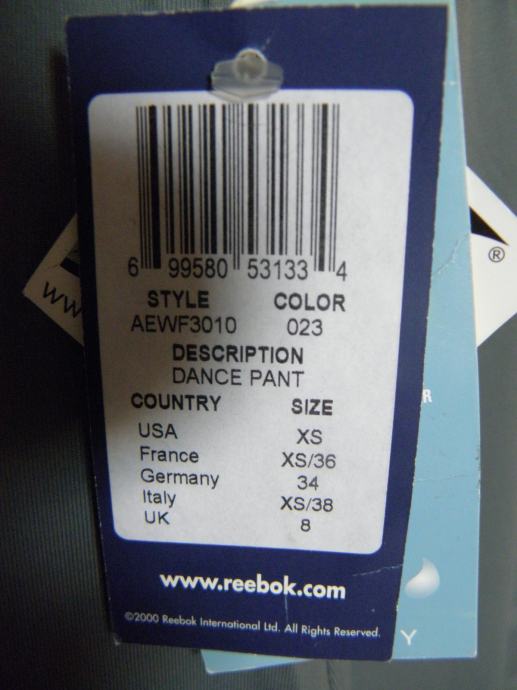 6 99580 53133 4
STYLE COLOR
AEWF3010 023
DESCRIPTION
DANCE PANT
COUNTRY SIZE
USA XS
France XS/36
Germany 34
Italy XS/38
UK 8
www.reebok.com
©2000 Reebok International Ltd. All Rights Reserved.
®
R
Y